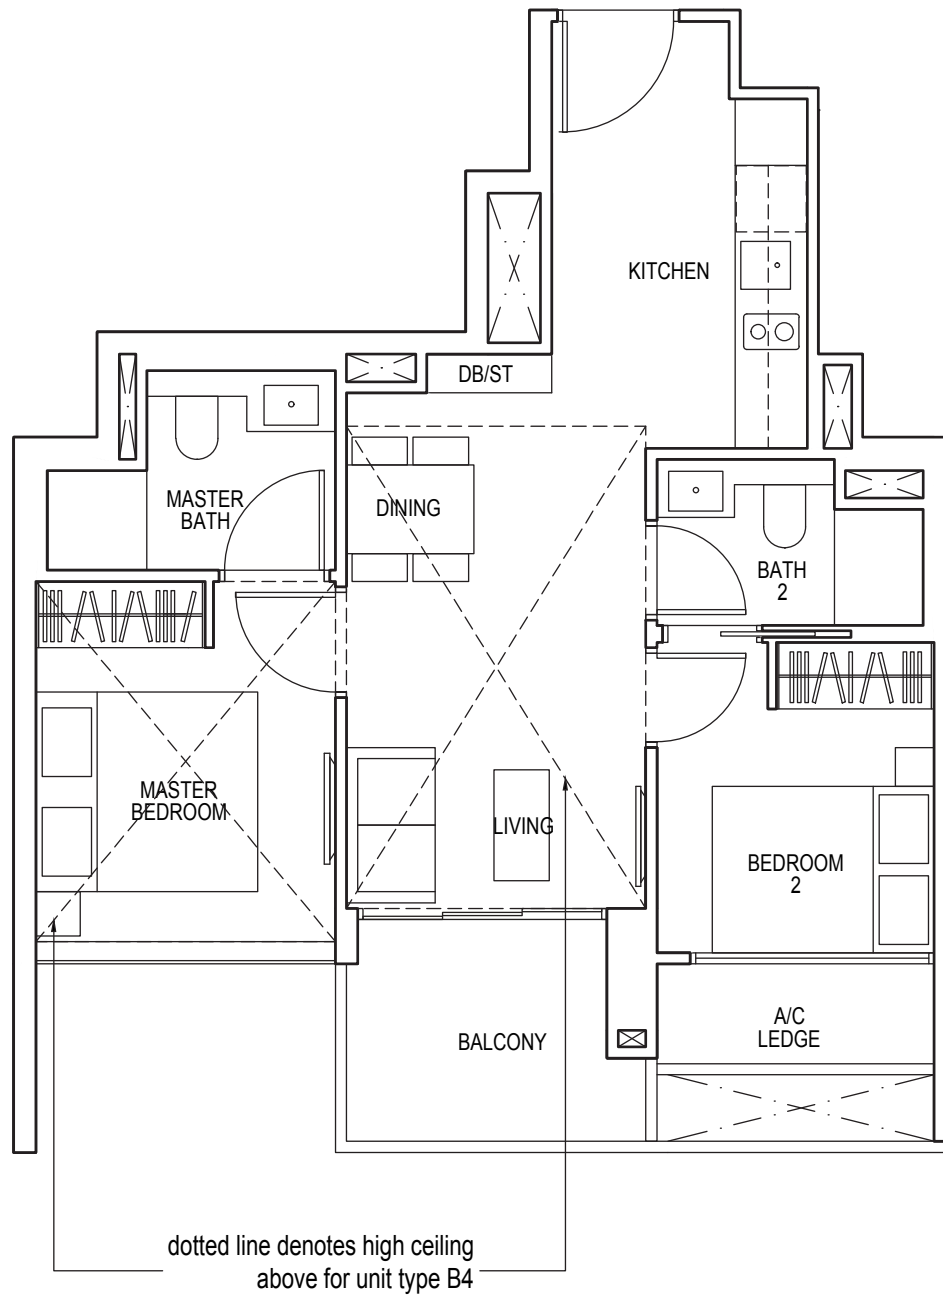 KITCHEN
DB/ST
MASTER
BATH
DINING
BATH
2
MASTER
BEDROOM
LIVING
BEDROOM
2
BALCONY
A/C
LEDGE
dotted line denotes high ceiling
above for unit type B4